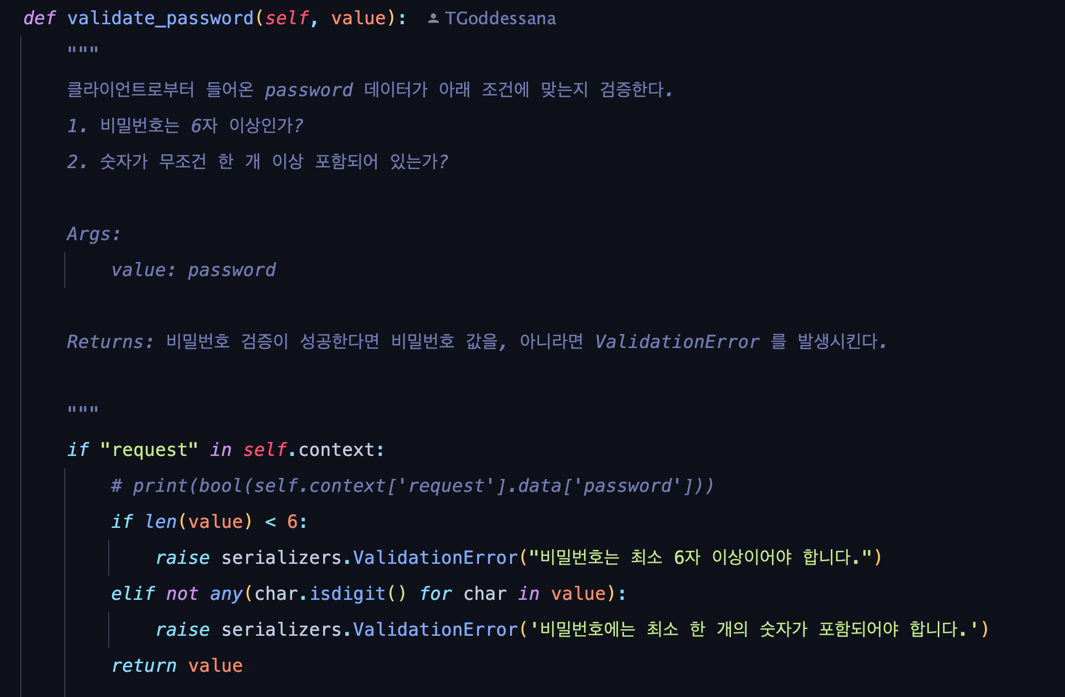 def validate_password(self, value): TGoddessana
"""
클라이언트로부터 들어온 password 데이터가 아래 조건에 맞는지 검증한다.
1. 비밀번호는 6자 이상인가?
2. 숫자가 무조건 한 개 이상 포함되어 있는가?
Args:
value: password
Returns: 비밀번호 검증이 성공한다면 비밀번호 값을, 아니라면 ValidationError 를 발생시킨다.
"""
if "request" in self.context:
# print(bool(self.context['request'].data['password']))
if len(value) < 6:
raise serializers.ValidationError("비밀번호는 최소 6자 이상이어야 합니다.")
elif not any(char.isdigit() for char in value):
raise serializers.ValidationError('비밀번호에는 최소 한 개의 숫자가 포함되어야 합니다.')
return value